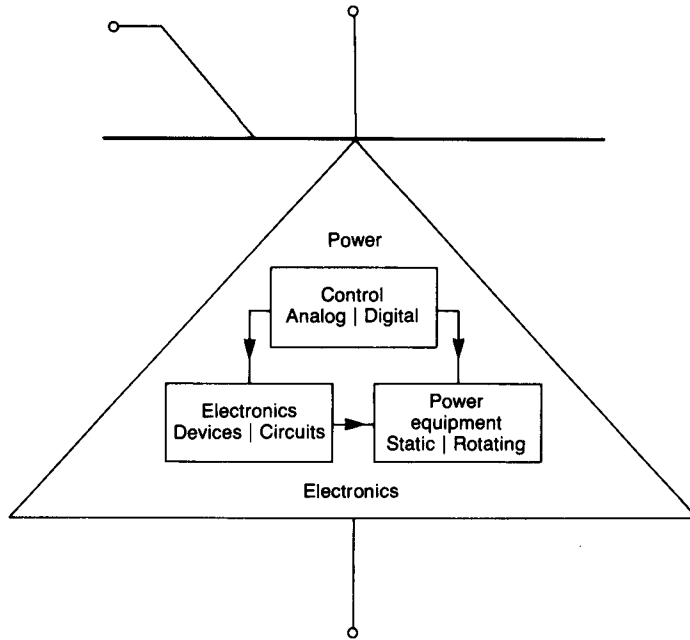 Power
Control
Analog | Digital
Electronics
Devices | Circuits
Power
equipment
Static | Rotating
Electronics